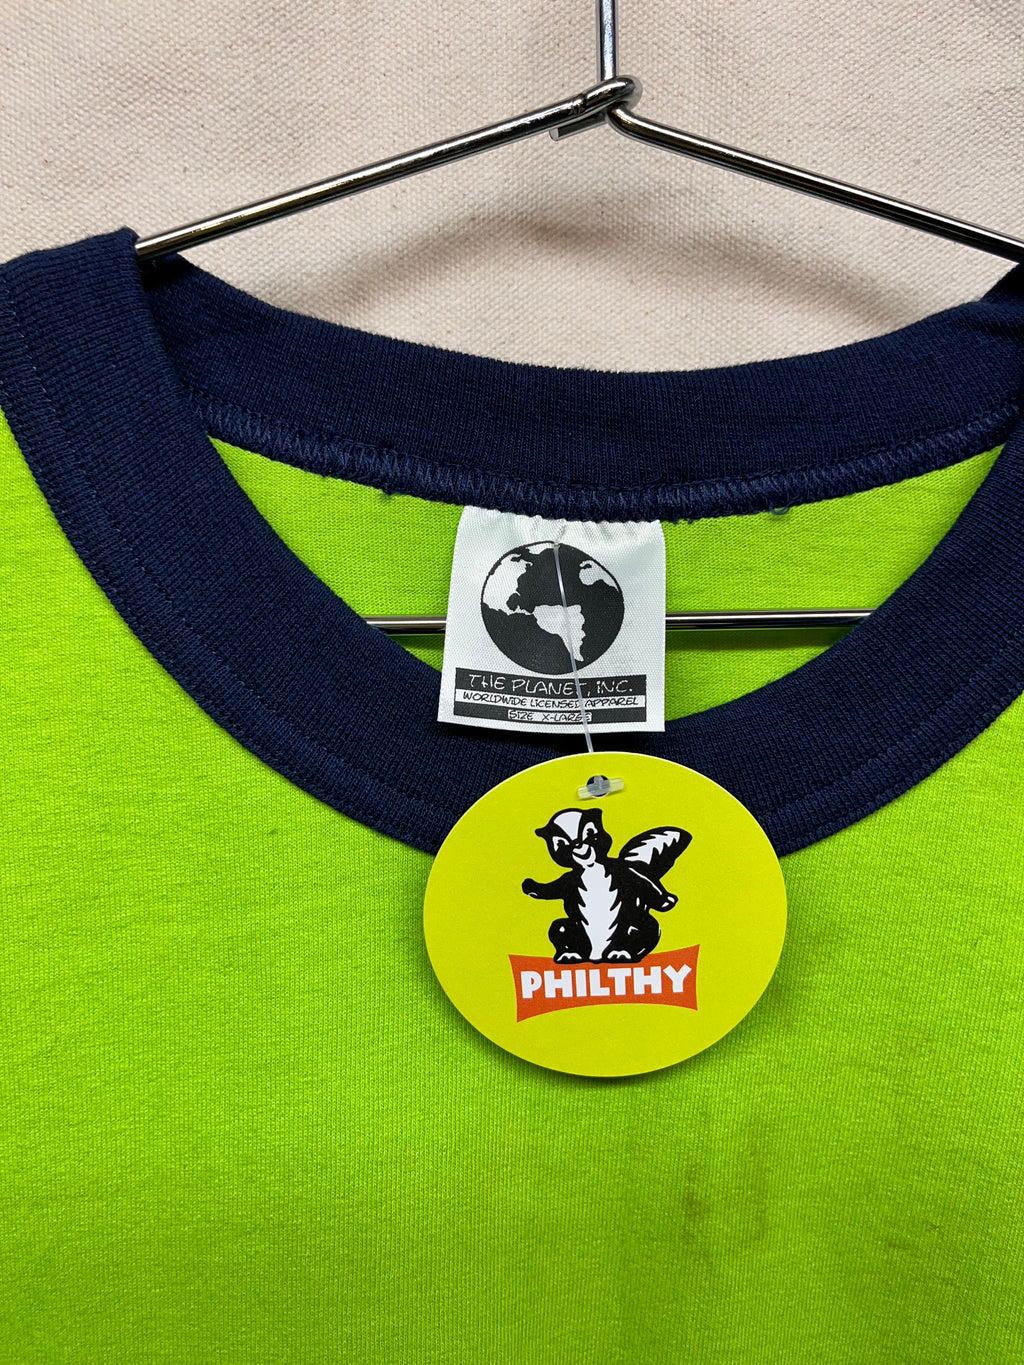 THE PLANET, INC.
WORLDWIDE LICENSED APPAREL
SIZE X-LARGE
PHILTHY